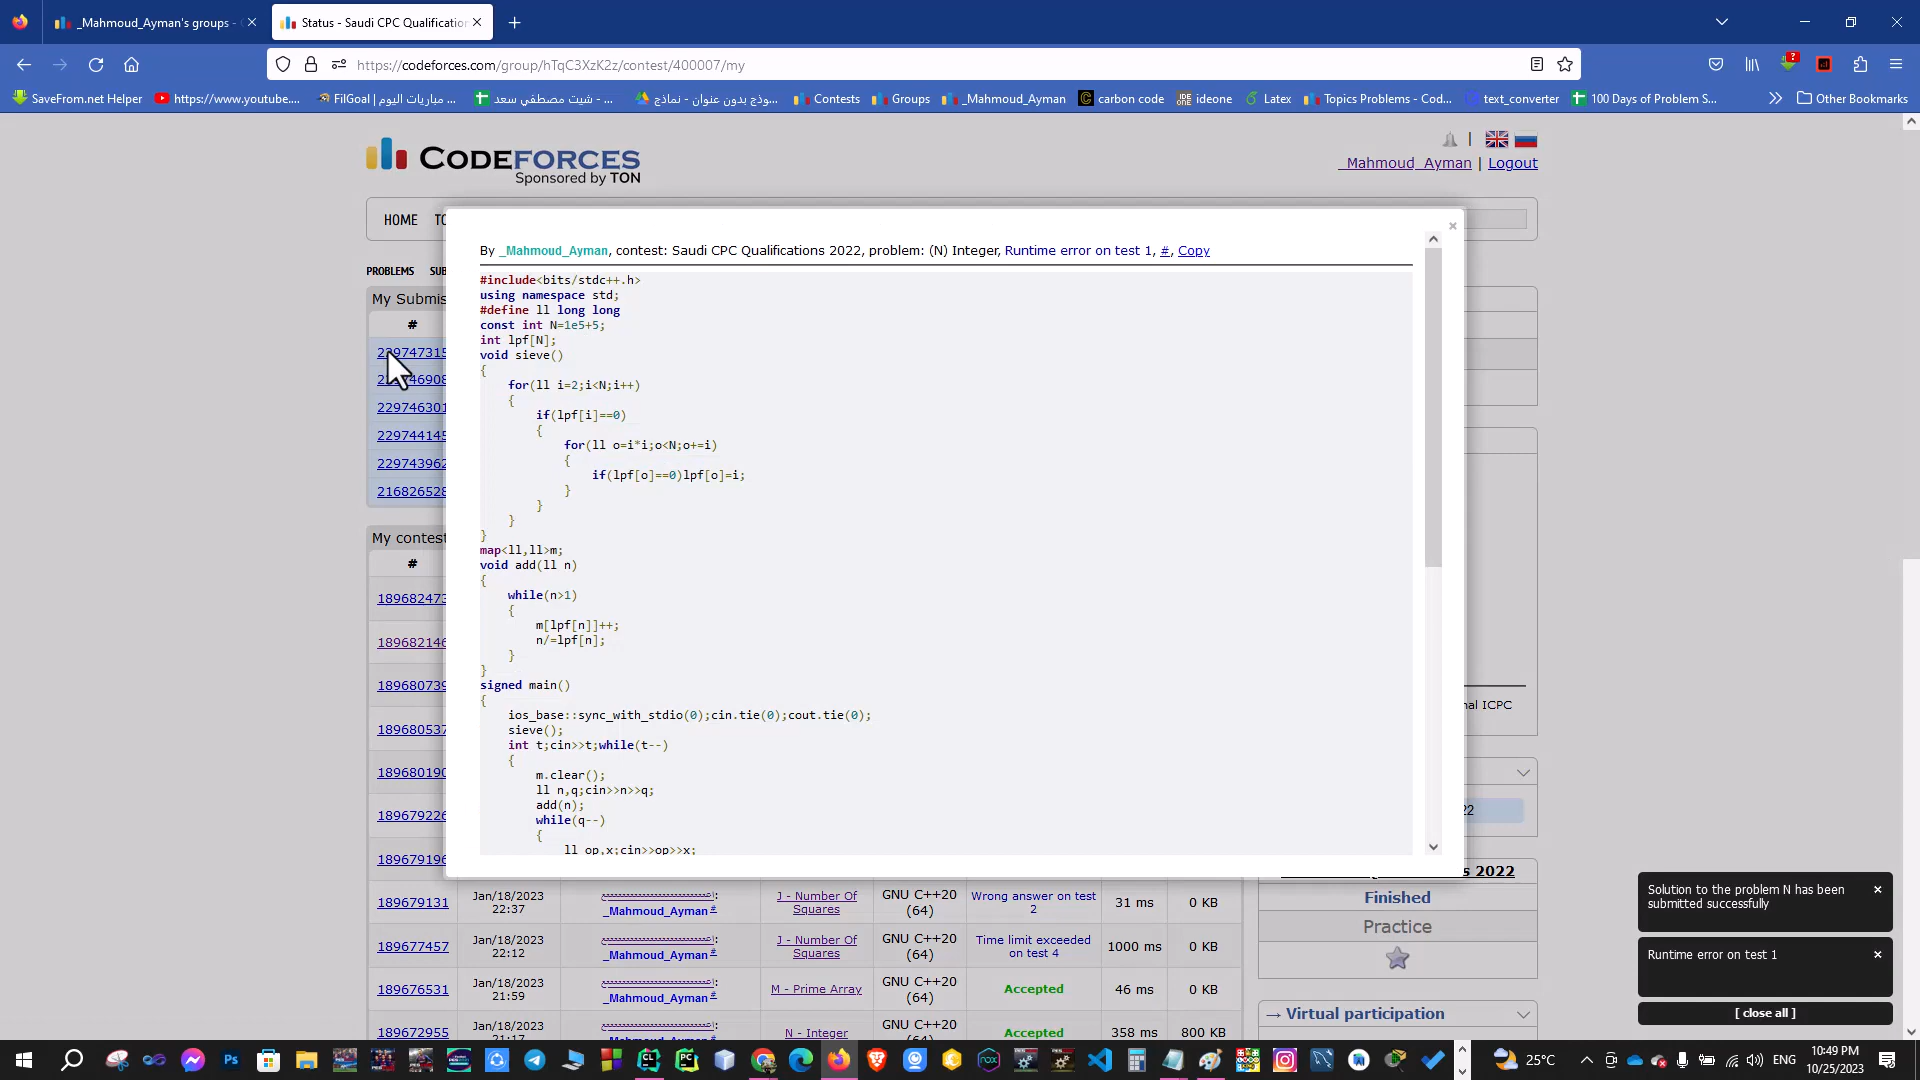 _Mahmoud_Ayman's groups -
Status - Saudi CPC Qualification
https://codeforces.com/group/hTqC3XzK2z/contest/400007/my
SaveFrom.net Helper
https://www.youtube....
FilGoal | مباريات اليوم ...
شيت مصطفي سعد - ...
نموذج بدون عنوان - نماذج...
Contests
Groups
_Mahmoud_Ayman
carbon code
ideone
Latex
Topics Problems - Cod...
text_converter
100 Days of Problem S...
Other Bookmarks
CODEFORCES
Sponsored by TON
_Mahmoud_Ayman | Logout
HOME
PROBLEMS
By _Mahmoud_Ayman, contest: Saudi CPC Qualifications 2022, problem: (N) Integer, Runtime error on test 1, #, Copy
#include<bits/stdc++.h>
using namespace std;
#define ll long long
const int N=1e5+5;
int lpf[N];
void sieve()
{
for(ll i=2;i<N;i++)
{
if(lpf[i]==0)
{
for(ll o=i*i;o<N;o+=i)
{
if(lpf[o]==0)lpf[o]=i;
}
}
}
}
map<ll,ll>m;
void add(ll n)
{
while(n>1)
{
m[lpf[n]]++;
n/=lpf[n];
}
}
signed main()
{
ios_base::sync_with_stdio(0);cin.tie(0);cout.tie(0);
sieve();
int t;cin>>t;while(t--)
{
m.clear();
ll n,q;cin>>n>>q;
add(n);
while(q--)
{
ll op,x;cin>>op>>x;
My Submis
#
229747315
229746301
229744145
229743962
216826528
My contest
#
189682473
189682146
189680739
189680537
189680190
189679226
189679196
189679131
Jan/18/2023
22:37
_Mahmoud_Ayman #
J - Number Of
Squares
GNU C++20
(64)
Wrong answer on test
2
31 ms
0 KB
189677457
Jan/18/2023
22:12
_Mahmoud_Ayman #
J - Number Of
Squares
GNU C++20
(64)
Time limit exceeded
on test 4
1000 ms
0 KB
189676531
Jan/18/2023
21:59
_Mahmoud_Ayman #
M - Prime Array
GNU C++20
(64)
Accepted
46 ms
0 KB
189672955
Jan/18/2023
_Mahmoud_Ayman #
N - Integer
GNU C++20
(64)
Accepted
358 ms
800 KB
nal ICPC
22
2022
Finished
Practice
→ Virtual participation
Solution to the problem N has been
submitted successfully
Runtime error on test 1
[ close all ]
25°C
ENG
10:49 PM
10/25/2023